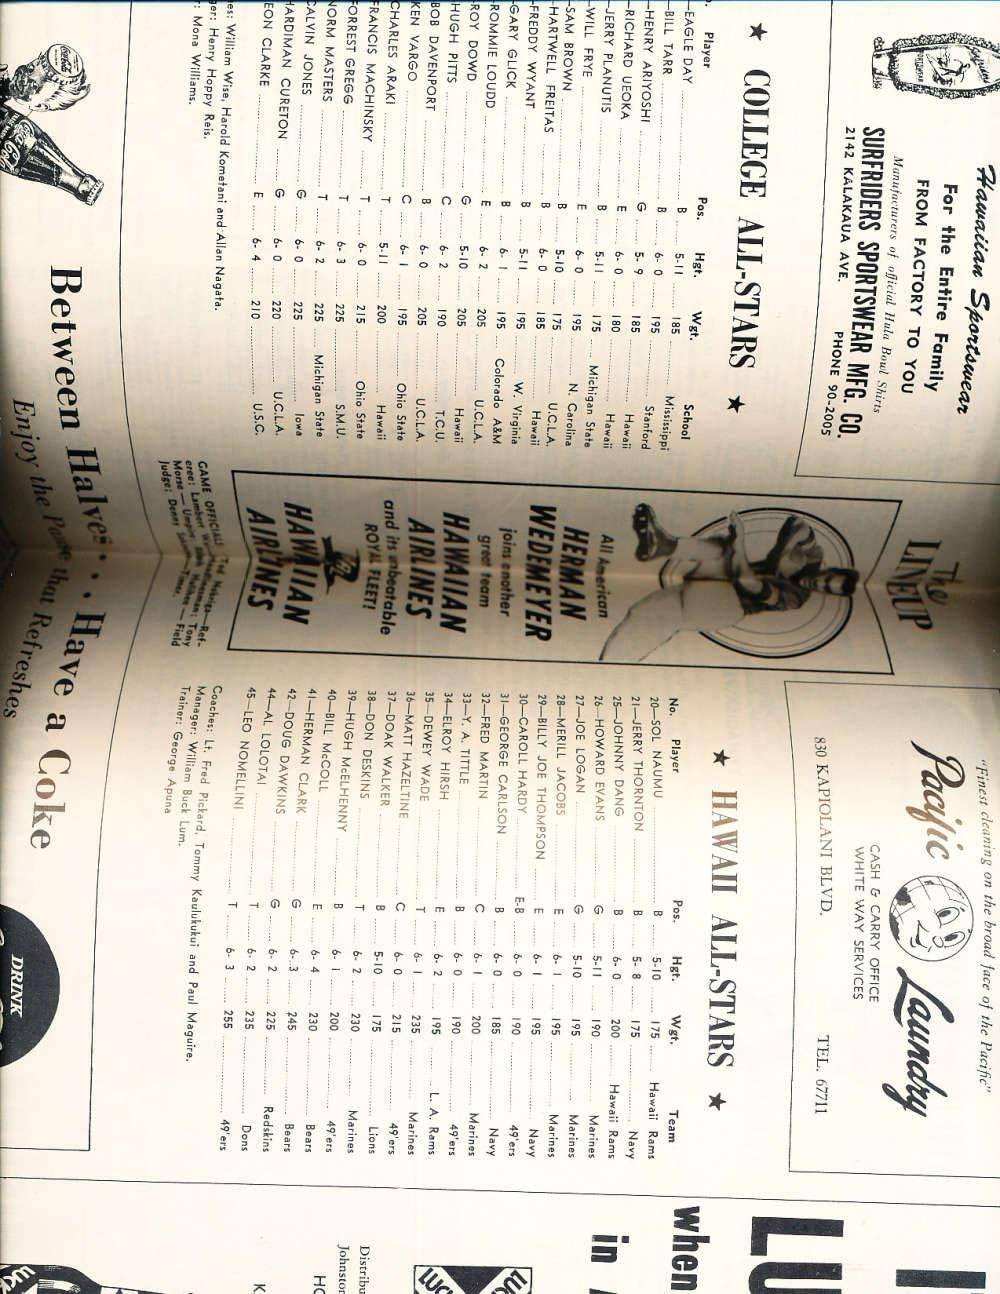 Hawaiian Sportswear
For the Entire Family
FROM FACTORY TO YOU
Manufacturers of official Hula Bowl Shirts
SURFRIDERS SPORTSWEAR MFG. CO.
2142 KALAKAUA AVE. PHONE 90-2005
★ COLLEGE ALL-STARS ★
Player Pos. Hgt. Wgt. School
—EAGLE DAY B 5-11 185 Mississippi
—BILL TARR B 6- 0 195 Stanford
—HENRY ARIYOSHI G 5- 9 185 Hawaii
—RICHARD UEOKA E 6- 0 180 Hawaii
—JERRY PLANUTIS B 5-11 175 Michigan State
—WILL FRYE E 6- 0 195 N. Carolina
—SAM BROWN B 5-10 175 U.C.L.A.
HARTWELL FREITAS B 6- 0 185 Hawaii
FREDDY WYANT B 5-11 195 W. Virginia
GARY GLICK B 6- 1 195 Colorado A&M
ROMMIE LOUDD E 6- 2 205 U.C.L.A.
ROY DOWD G 5-10 205 Hawaii
HUGH PITTS C 6- 2 190 T.C.U.
BOB DAVENPORT B 6- 0 205 U.C.L.A.
KEN VARGO C 6- 1 195 Ohio State
CHARLES ARAKI T 5-11 200 Hawaii
FRANCIS MACHINSKY T 6- 0 215 Ohio State
FORREST GREGG T 6- 3 225 S.M.U.
NORM MASTERS T 6- 2 225 Michigan State
CALVIN JONES G 6- 0 225 Iowa
HARDIMAN CURETON G 6- 0 220 U.C.L.A.
LEON CLARKE E 6- 4 210 U.S.C.
es: William Wise, Harold Kometani and Allan Nagata.
ger: Henry Hoppy Reis.
: Mona Williams.
The LINEUP
All American
HERMAN
WEDEMEYER
joins another
great team
HAWAIIAN
AIRLINES
and its unbeatable
ROYAL FLEET!
HAWAIIAN
AIRLINES
GAME OFFICIALS
"Finest cleaning on the broad face of the Pacific"
Pacific Laundry
CASH & CARRY OFFICE
WHITE WAY SERVICES
830 KAPIOLANI BLVD. TEL. 67711
★ HAWAII ALL-STARS ★
No. Player Pos. Hgt. Wgt. Team
20—SOL NAUMU B 5-10 175 Hawaii Rams
21—JERRY THORNTON B 5- 8 175 Navy
25—JOHNNY DANG B 6- 0 200 Hawaii Rams
26—HOWARD EVANS G 5-11 190 Marines
27—JOE LOGAN G 5-10 195 Marines
28—MERILL JACOBS E 6- 1 195 Marines
29—BILLY JOE THOMPSON E 6- 1 195 Navy
30—CAROLL HARDY E-B 6- 0 190 49'ers
31—GEORGE CARLSON B 6- 0 185 Navy
32—FRED MARTIN C 6- 1 200 Marines
33—Y. A. TITTLE B 6- 0 190 49'ers
34—ELROY HIRSH E 6- 2 195 L. A. Rams
35—DEWEY WADE T 6- 1 235 Marines
36—MATT HAZELTINE C 6- 0 215 49'ers
37—DOAK WALKER B 5-10 175 Lions
38—DON DESKINS T 6- 2 230 Marines
39—HUGH McELHENNY B 6- 1 200 49'ers
40—BILL McCOLL E 6- 4 230 Bears
41—HERMAN CLARK G 6- 3 245 Bears
42—DOUG DAWKINS G 6- 2 225 Redskins
44—AL LOLOTAI T 6- 2 235 Dons
45—LEO NOMELLINI T 6- 3 255 49'ers
Coaches: Lt. Fred Pickard, Tommy Kaulukukui and Paul Maguire.
Manager: William Buck Lum.
Trainer: George Apuna
Between Halves . . . Have a Coke
Enjoy the Pause that Refreshes
DRINK
LU
when
in
Distribu
Johnston
HO
K
LUCK